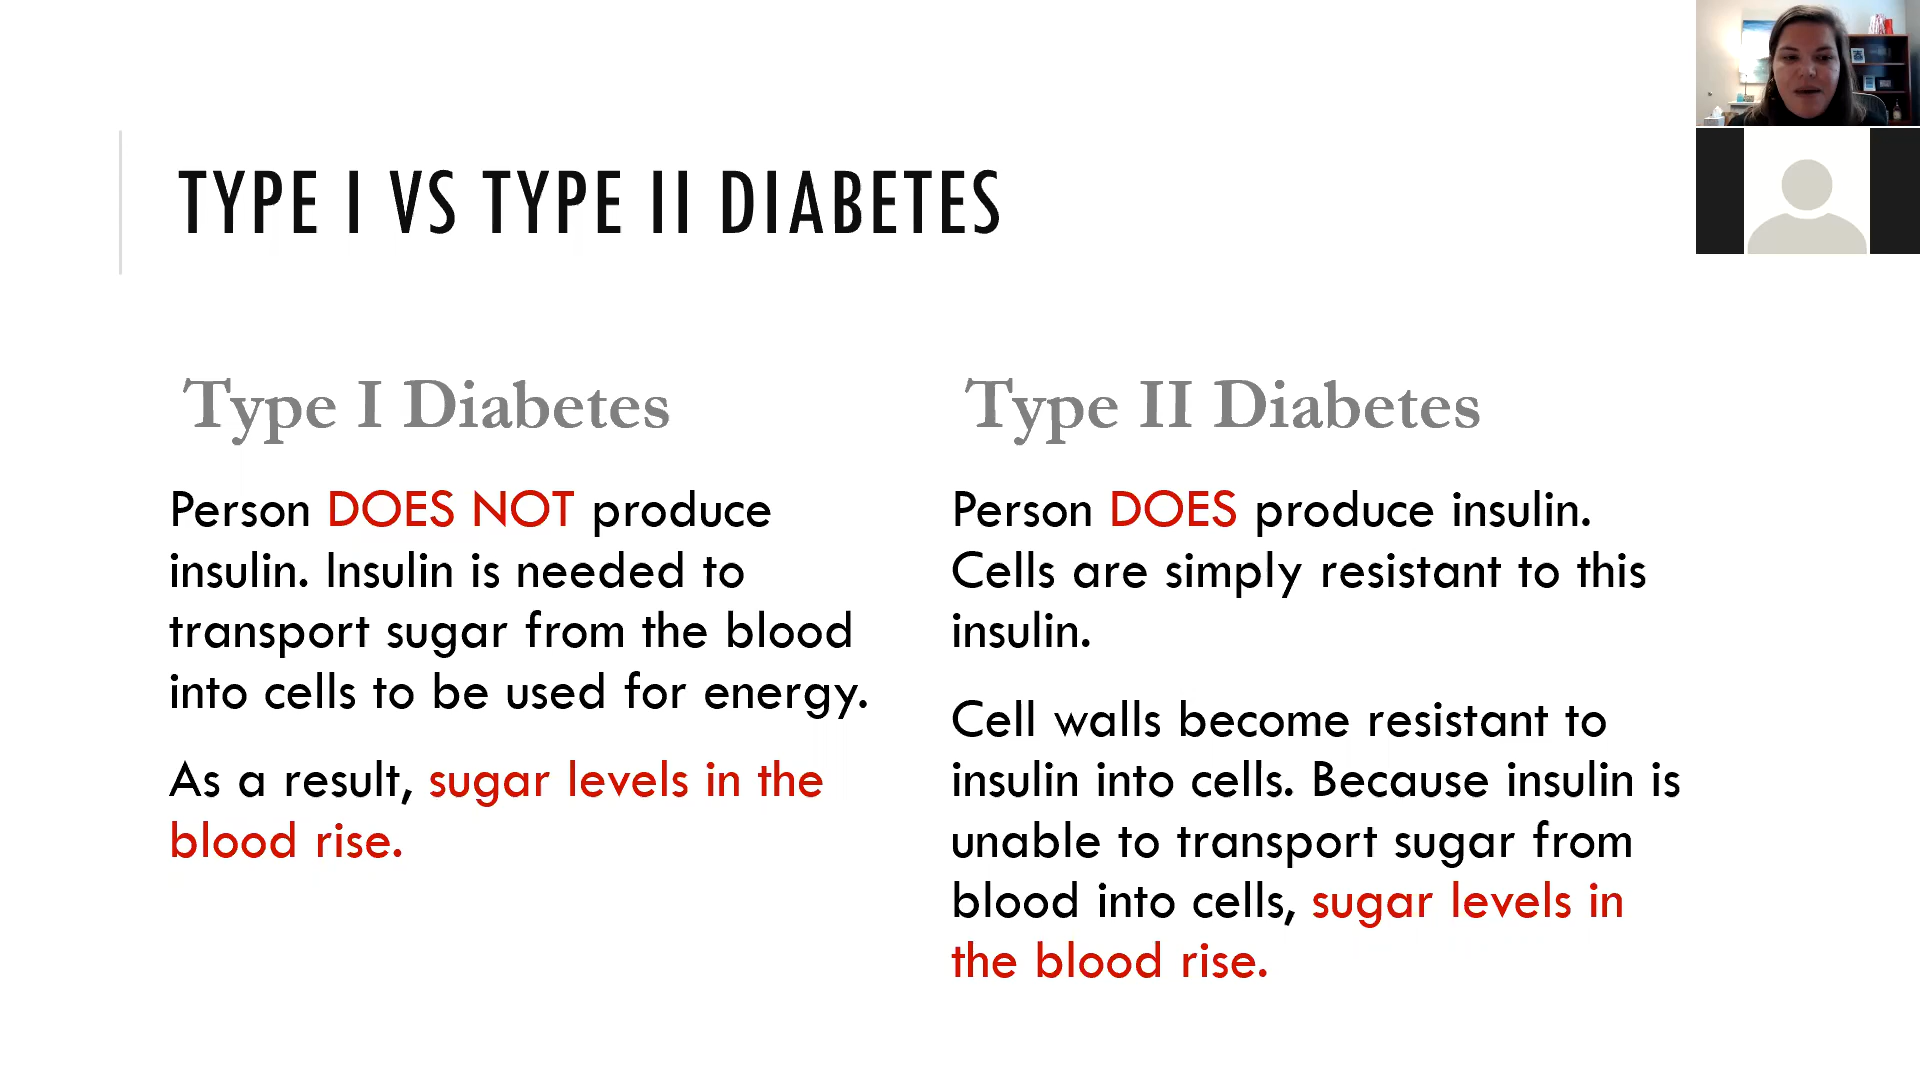 TYPE I VS TYPE II DIABETES
Type I Diabetes
Person DOES NOT produce
insulin. Insulin is needed to
transport sugar from the blood
into cells to be used for energy.
As a result, sugar levels in the
blood rise.
Type II Diabetes
Person DOES produce insulin.
Cells are simply resistant to this
insulin.
Cell walls become resistant to
insulin into cells. Because insulin is
unable to transport sugar from
blood into cells, sugar levels in
the blood rise.